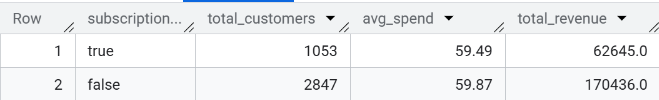 Row subscription... total_customers avg_spend total_revenue
1 true 1053 59.49 62645.0
2 false 2847 59.87 170436.0